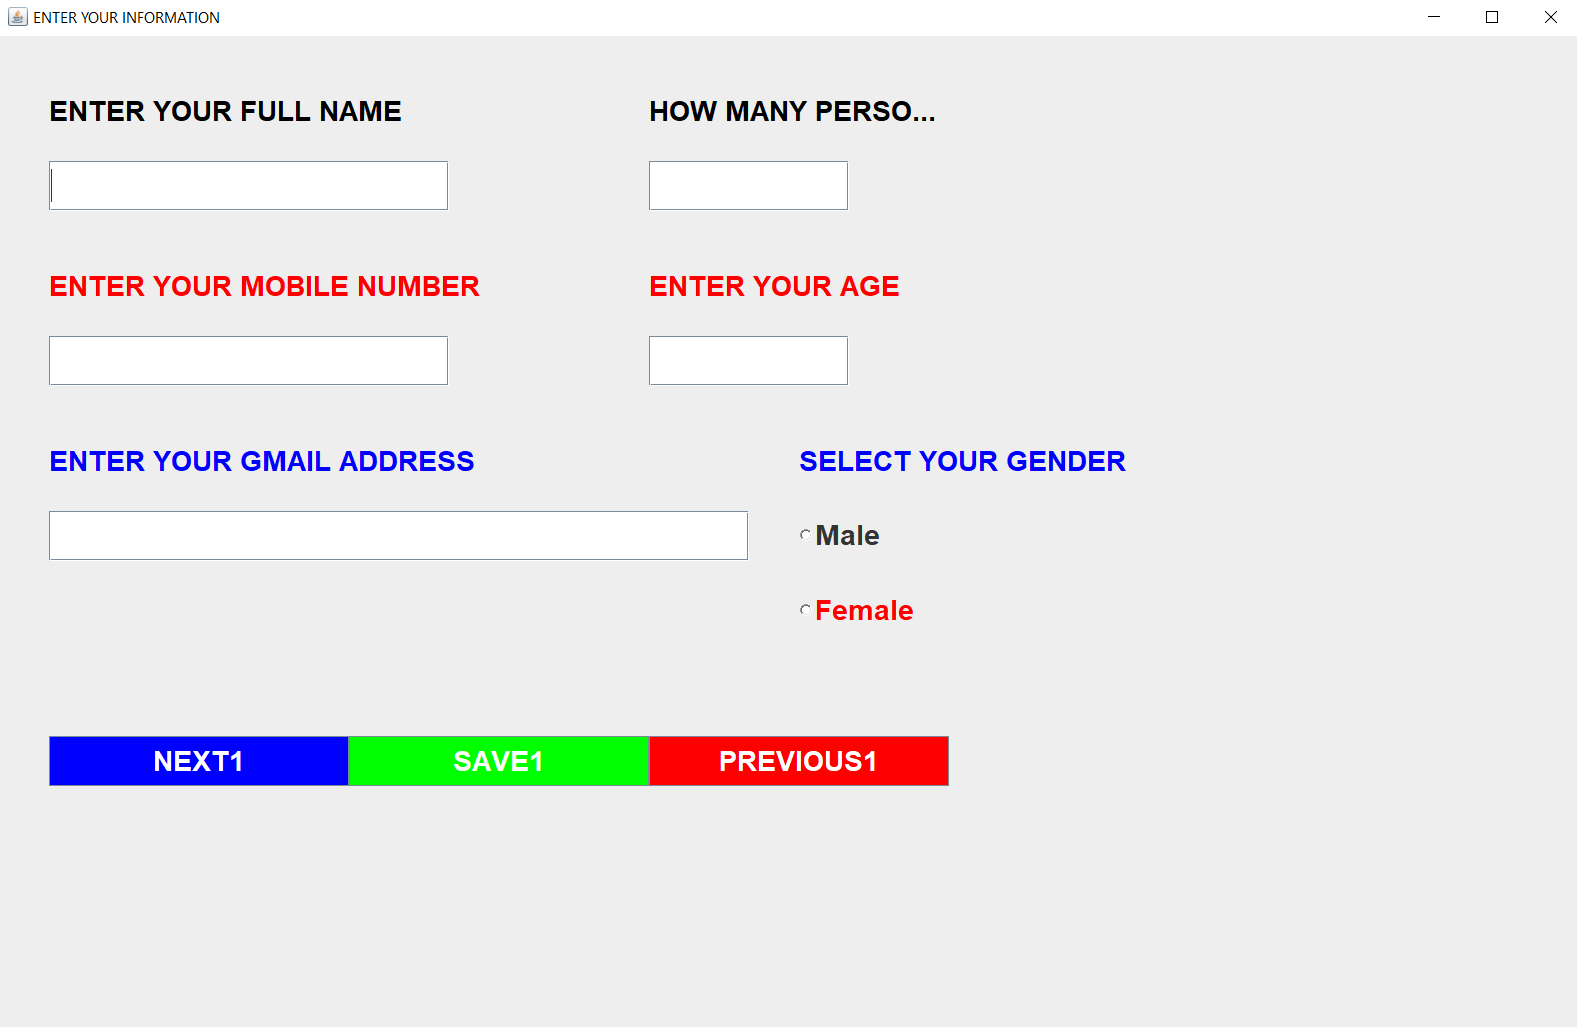 ENTER YOUR INFORMATION
ENTER YOUR FULL NAME
HOW MANY PERSO...
ENTER YOUR MOBILE NUMBER
ENTER YOUR AGE
ENTER YOUR GMAIL ADDRESS
SELECT YOUR GENDER
Male
Female
NEXT1
SAVE1
PREVIOUS1